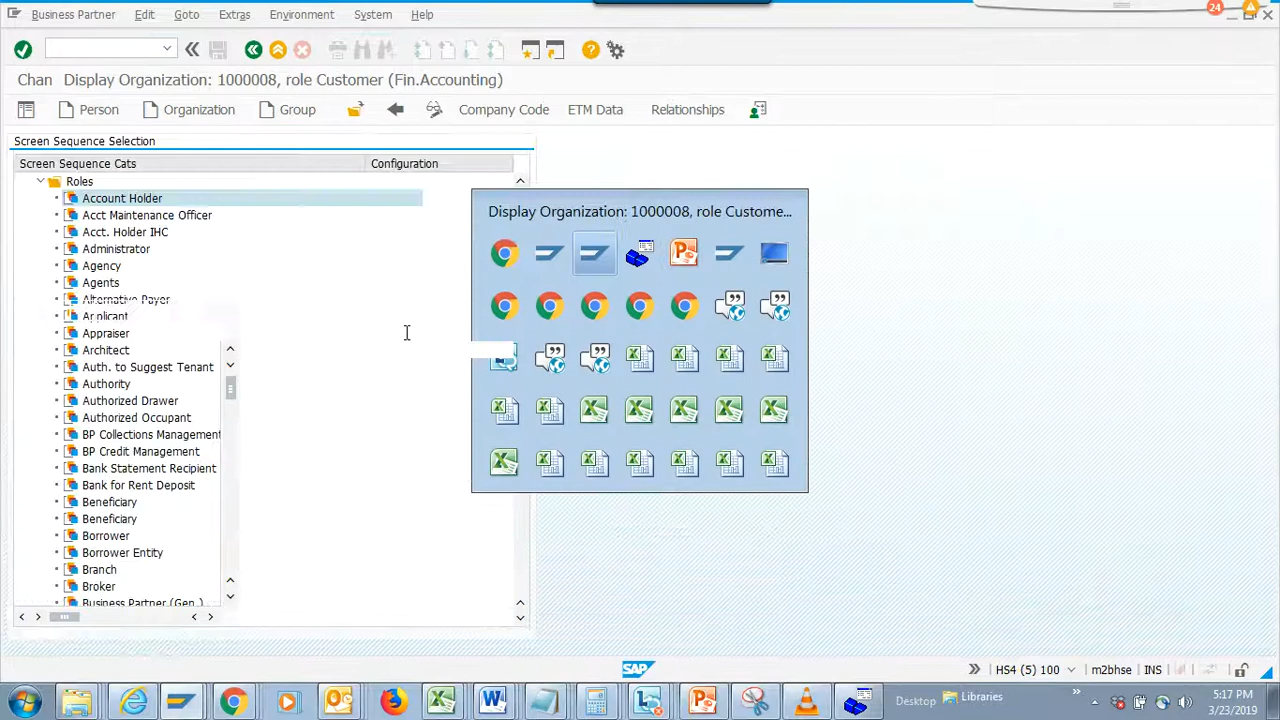 Business Partner Edit Goto Extras Environment System Help
24
Chan Display Organization: 1000008, role Customer (Fin.Accounting)
Person Organization Group Company Code ETM Data Relationships
Screen Sequence Selection
Screen Sequence Cats Configuration
Roles
Account Holder
Acct Maintenance Officer
Acct. Holder IHC
Administrator
Agency
Agents
Alternative Payer
Applicant
Appraiser
Architect
Auth. to Suggest Tenant
Authority
Authorized Drawer
Authorized Occupant
BP Collections Management
BP Credit Management
Bank Statement Recipient
Bank for Rent Deposit
Beneficiary
Beneficiary
Borrower
Borrower Entity
Branch
Broker
Business Partner (Gen.)
Display Organization: 1000008, role Custome...
SAP
HS4 (5) 100 m2bhse INS
Desktop Libraries
5:17 PM
3/23/2019